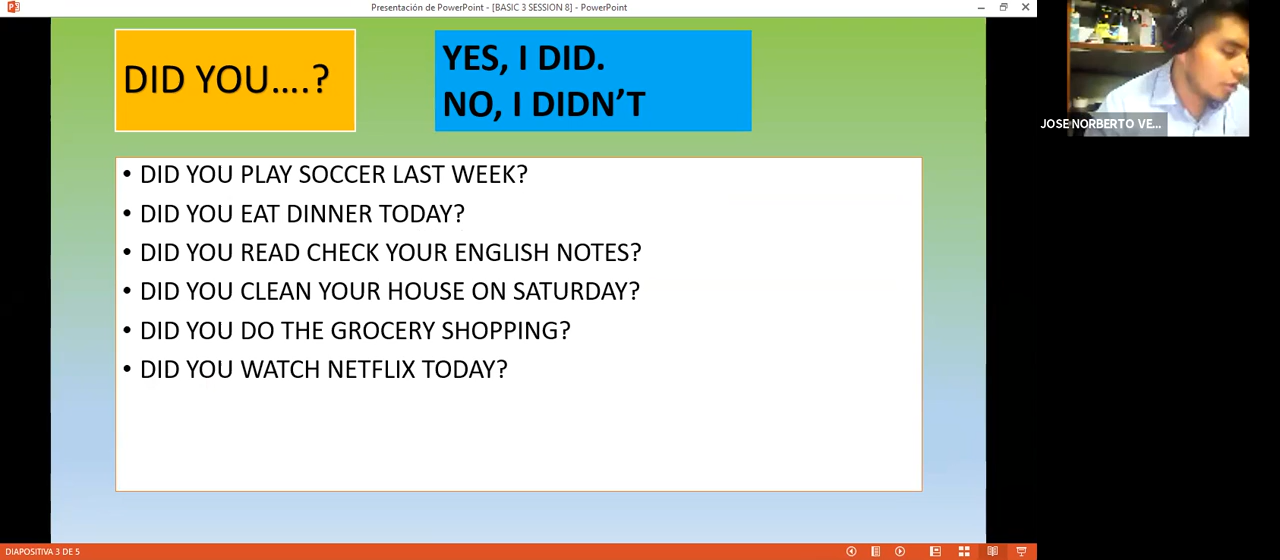 Presentación de PowerPoint - [BASIC 3 SESSION 8] - PowerPoint
DID YOU....?
YES, I DID.
NO, I DIDN'T
JOSE NORBERTO VE...
• DID YOU PLAY SOCCER LAST WEEK?
• DID YOU EAT DINNER TODAY?
• DID YOU READ CHECK YOUR ENGLISH NOTES?
• DID YOU CLEAN YOUR HOUSE ON SATURDAY?
• DID YOU DO THE GROCERY SHOPPING?
• DID YOU WATCH NETFLIX TODAY?
DIAPOSITIVA 3 DE 5